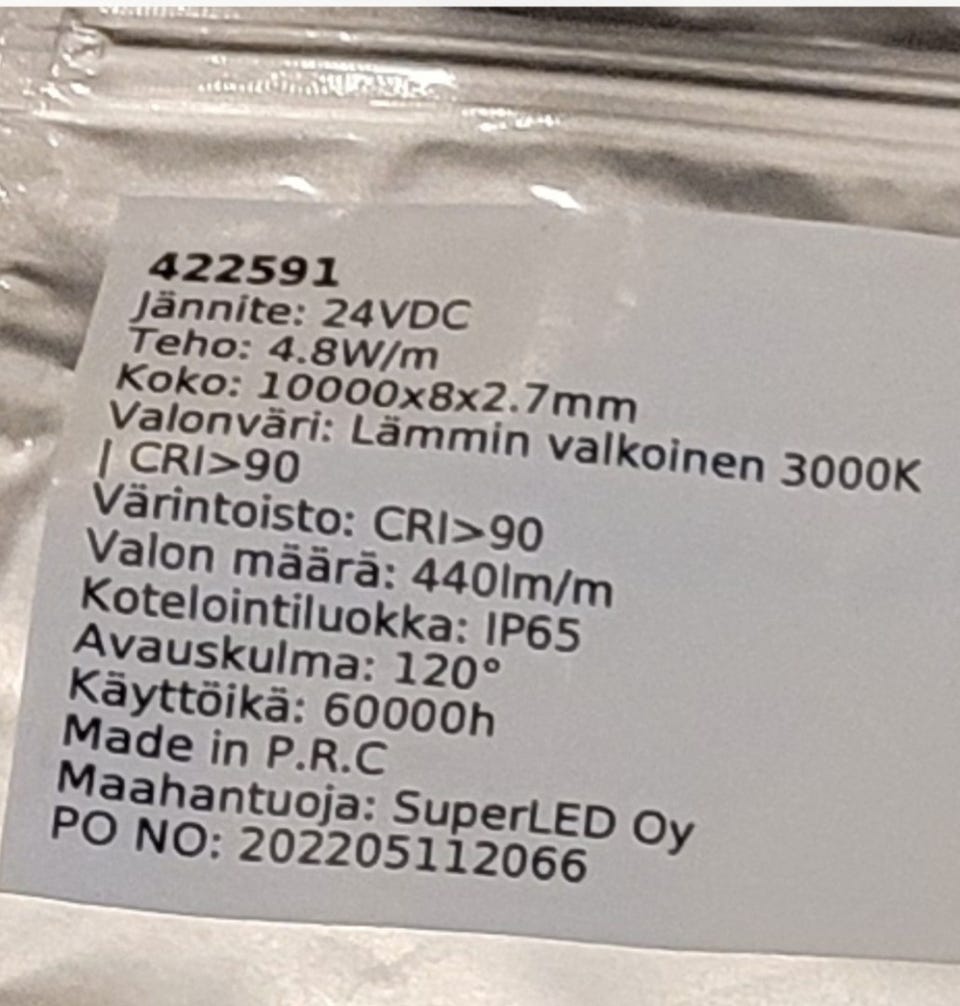 422591
Jännite: 24VDC
Teho: 4.8W/m
Koko: 10000x8x2.7mm
Valonväri: Lämmin valkoinen 3000K
| CRI>90
Värintoisto: CRI>90
Valon määrä: 440lm/m
Kotelointiluokka: IP65
Avauskulma: 120°
Käyttöikä: 60000h
Made in P.R.C
Maahantuoja: SuperLED Oy
PO NO: 202205112066